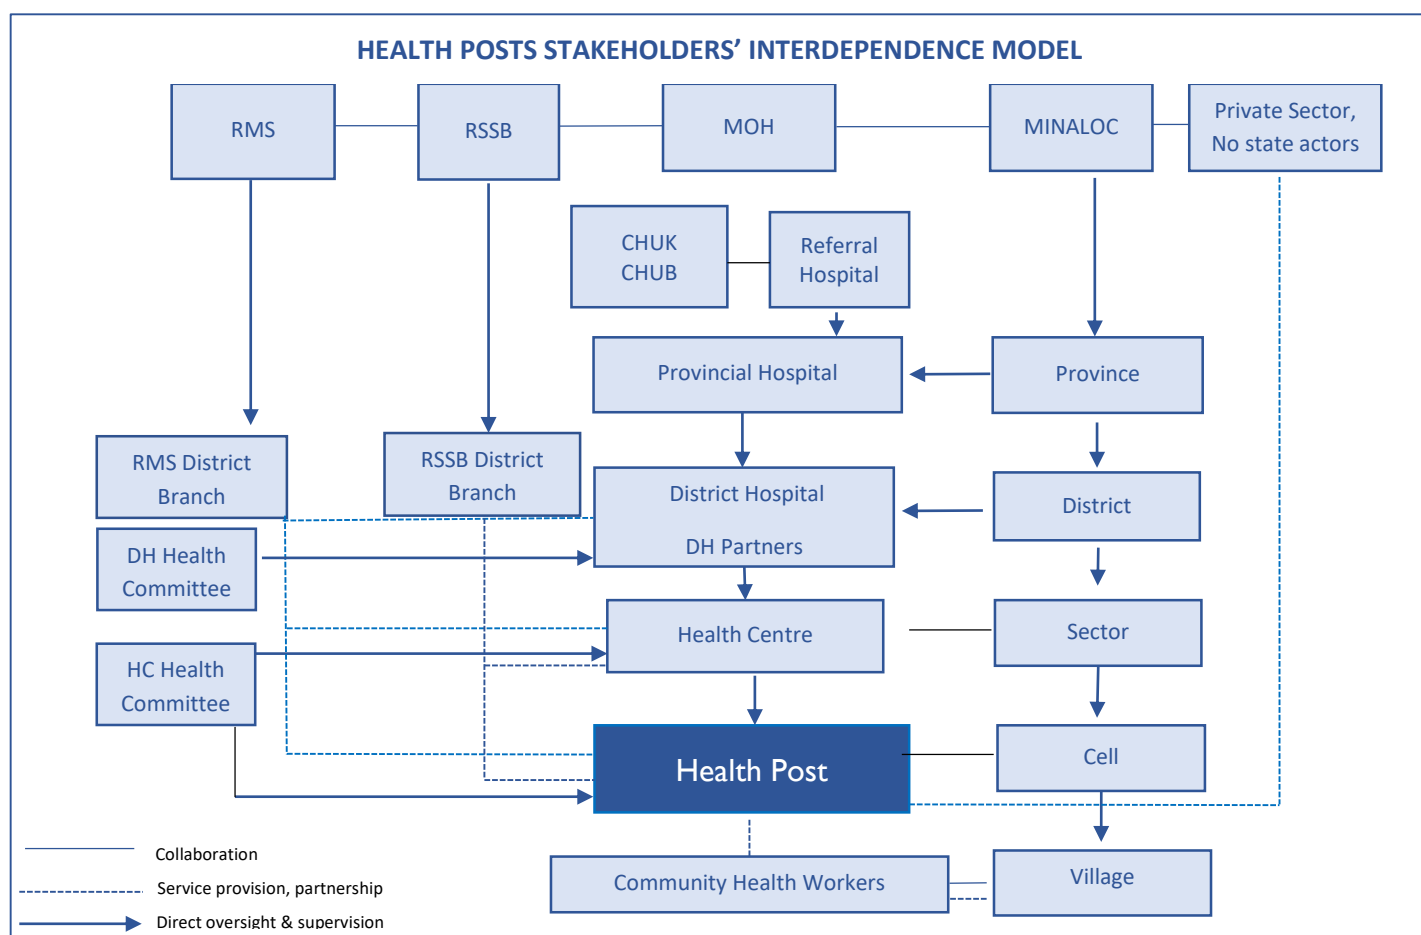 HEALTH POSTS STAKEHOLDERS’ INTERDEPENDENCE MODEL
RMS
RSSB
MOH
MINALOC
Private Sector,
No state actors
CHUK
CHUB
Referral
Hospital
Provincial Hospital
Province
RMS District
Branch
RSSB District
Branch
District Hospital
DH Partners
District
DH Health
Committee
Health Centre
Sector
HC Health
Committee
Health Post
Cell
Community Health Workers
Village
Collaboration
Service provision, partnership
Direct oversight & supervision